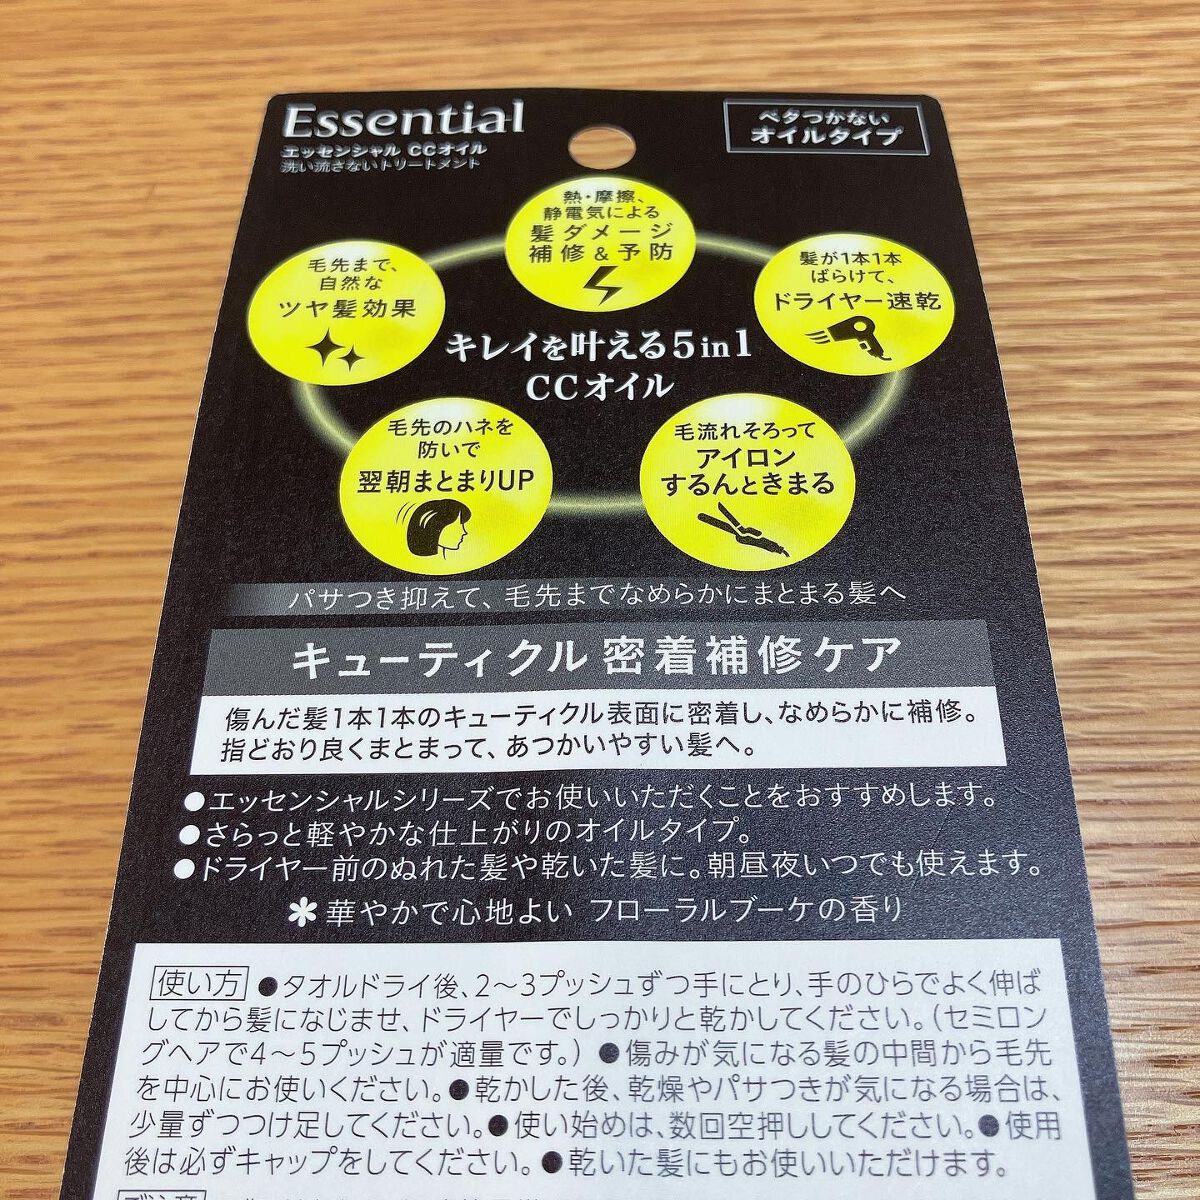 Essential
エッセンシャル CCオイル
洗い流さないトリートメント
ベタつかない
オイルタイプ
熱・摩擦、
静電気による
髪ダメージ
補修&予防
毛先まで、
自然な
ツヤ髪効果
髪が1本1本
ばらけて、
ドライヤー速乾
キレイを叶える5in1
CCオイル
毛先のハネを
防いで
翌朝まとまりUP
毛流れそろって
アイロン
するんときまる
パサつき抑えて、毛先までなめらかにまとまる髪へ
キューティクル 密着補修ケア
傷んだ髪1本1本のキューティクル表面に密着し、なめらかに補修。
指どおり良くまとまって、あつかいやすい髪へ。
●エッセンシャルシリーズでお使いいただくことをおすすめします。
●さらっと軽やかな仕上がりのオイルタイプ。
●ドライヤー前のぬれた髪や乾いた髪に。朝昼夜いつでも使えます。
＊華やかで心地よい フローラルブーケの香り
使い方 ●タオルドライ後、2〜3プッシュずつ手にとり、手のひらでよく伸ば
してから髪になじませ、ドライヤーでしっかりと乾かしてください。(セミロン
グヘアで4〜5プッシュが適量です。) ●傷みが気になる髪の中間から毛先
を中心にお使いください。●乾かした後、乾燥やパサつきが気になる場合は、
少量ずつつけ足してください。●使い始めは、数回空押ししてください。●使用
後は必ずキャップをしてください。●乾いた髪にもお使いいただけます。